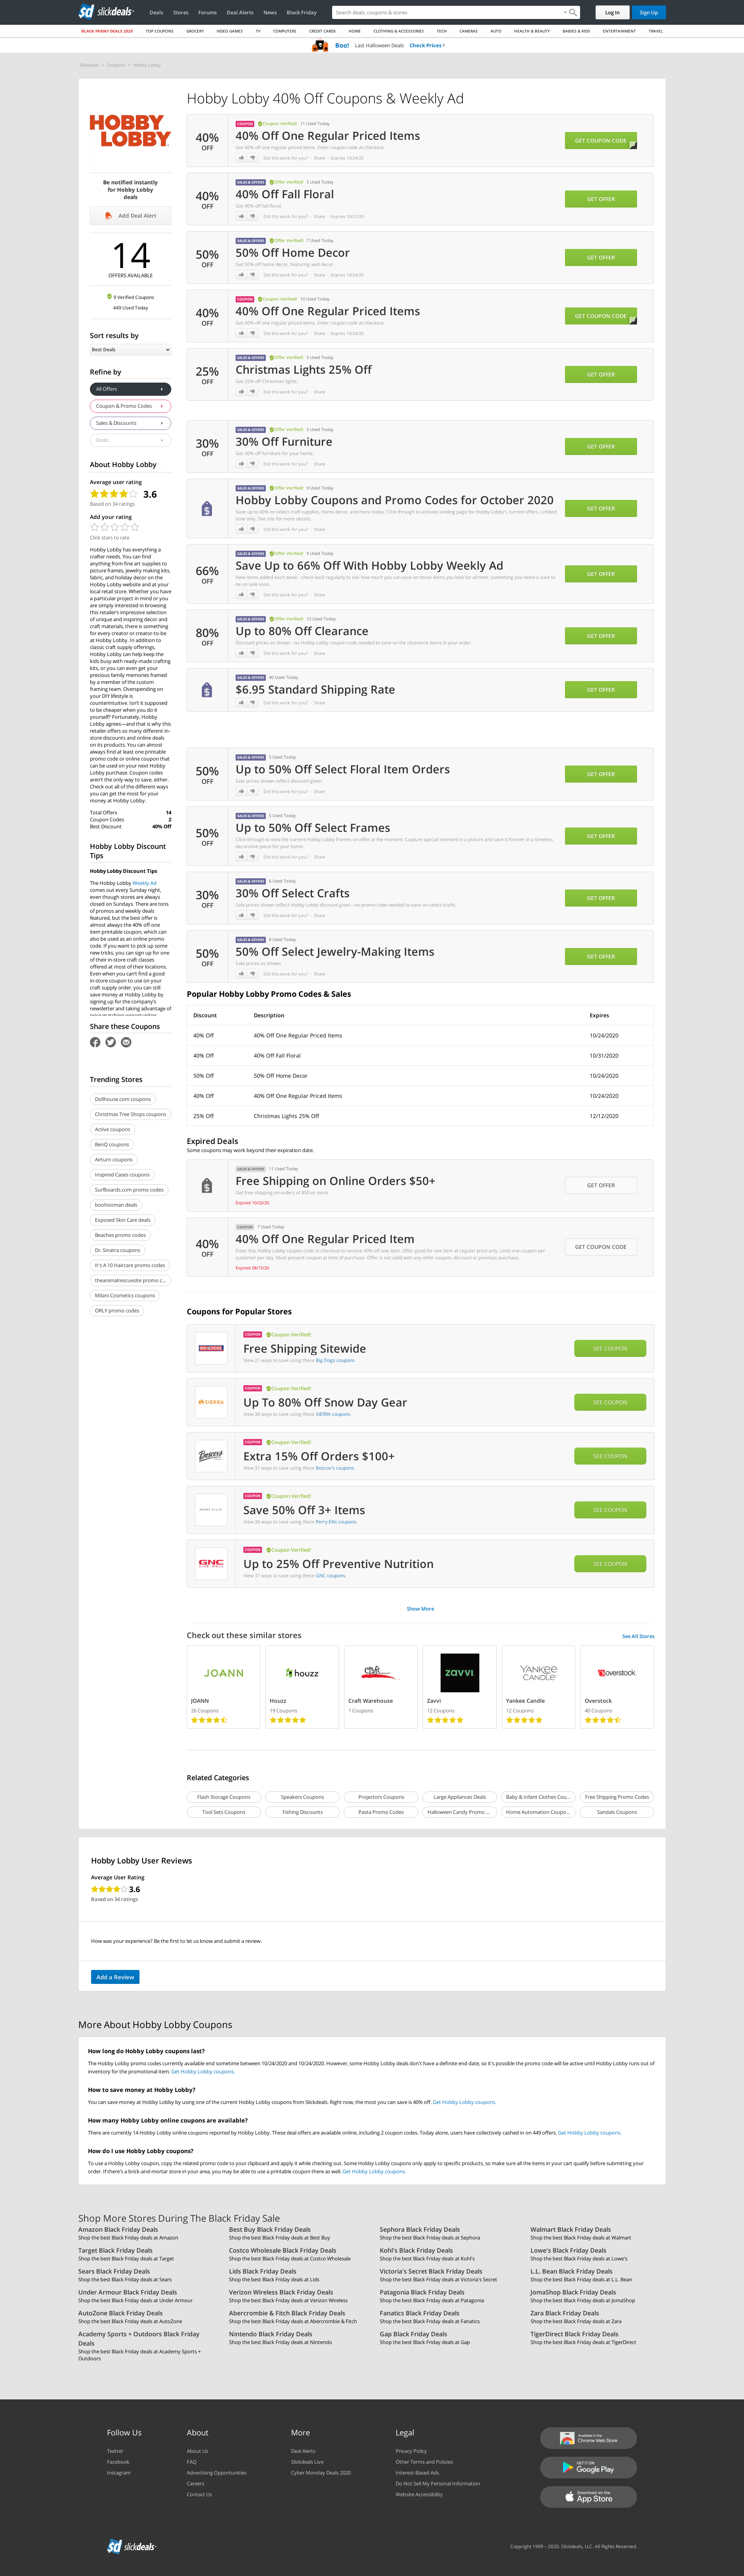 sd slickdeals
Deals Stores Forums Deal Alerts News Black Friday
Search deals, coupons & stores
Log In Sign Up
BLACK FRIDAY DEALS 2020 TOP COUPONS GROCERY VIDEO GAMES TV COMPUTERS CREDIT CARDS HOME CLOTHING & ACCESSORIES TECH CAMERAS AUTO HEALTH & BEAUTY BABIES & KIDS ENTERTAINMENT TRAVEL
Boo! Last Halloween Deals Check Prices
Slickdeals > Coupons > Hobby Lobby
HOBBY LOBBY
Be notified instantly
for Hobby Lobby
deals
Add Deal Alert
14
OFFERS AVAILABLE
9 Verified Coupons
449 Used Today
Sort results by
Best Deals
Refine by
All Offers
Coupon & Promo Codes
Sales & Discounts
Deals
About Hobby Lobby
Average user rating
3.6
Based on 34 ratings
Add your rating
Click stars to rate
Hobby Lobby has everything a
crafter needs. You can find
anything from fine art supplies to
picture frames, jewelry making kits,
fabric, and holiday decor on the
Hobby Lobby website and at your
local retail store. Whether you have
a particular project in mind or you
are simply interested in browsing
this retailer's impressive selection
of unique and inspired decor and
craft materials, there is something
for every creator or creator-to-be
at Hobby Lobby. In addition to
classic craft supply offerings,
Hobby Lobby can help keep the
kids busy with ready-made crafting
kits, or you can even get your
precious family memories framed
by a member of the custom
framing team. Overspending on
your DIY lifestyle is
counterintuitive. Isn't it supposed
to be cheaper when you do it
yourself? Fortunately, Hobby
Lobby agrees—and that is why this
retailer offers so many different in-
store discounts and online deals
on its products. You can almost
always find at least one printable
promo code or online coupon that
can be used on your next Hobby
Lobby purchase. Coupon codes
aren't the only way to save, either.
Check out all of the different ways
you can get the most for your
money at Hobby Lobby.
Total Offers 14
Coupon Codes 2
Best Discount 40% Off
Hobby Lobby Discount
Tips
Hobby Lobby Discount Tips
The Hobby Lobby Weekly Ad
comes out every Sunday night,
even though stores are always
closed on Sundays. There are tons
of promos and weekly deals
featured, but the best offer is
almost always the 40% off one
item printable coupon, which can
also be used as an online promo
code. If you want to pick up some
new tricks, you can sign up for one
of their in-store craft classes
offered at most of their locations.
Even when you can't find a good
in-store coupon to use on your
craft supply order, you can still
save money at Hobby Lobby by
signing up for the company's
newsletter and taking advantage of
Share these Coupons
Trending Stores
Dollhouse.com coupons
Christmas Tree Shops coupons
Active coupons
BenQ coupons
Airturn coupons
Inspired Cases coupons
Surfboards.com promo codes
boohooman deals
Exposed Skin Care deals
Beaches promo codes
Dr. Sinatra coupons
It's A 10 Haircare promo codes
theanimalrescuesite promo c...
Milani Cosmetics coupons
ORLY promo codes
Hobby Lobby 40% Off Coupons & Weekly Ad
40% OFF
COUPON Coupon Verified! 11 Used Today
40% Off One Regular Priced Items
Get 40% off one regular priced items. Enter coupon code at checkout.
Did this work for you? · Share · Expires 10/24/20
GET COUPON CODE
40% OFF
SALES & OFFERS Offer Verified! 5 Used Today
40% Off Fall Floral
Get 40% off fall floral.
Did this work for you? · Share · Expires 10/31/20
GET OFFER
50% OFF
SALES & OFFERS Offer Verified! 7 Used Today
50% Off Home Decor
Get 50% off home decor, featuring wall decor.
Did this work for you? · Share · Expires 10/24/20
GET OFFER
40% OFF
COUPON Coupon Verified! 10 Used Today
40% Off One Regular Priced Items
Get 40% off one regular priced items. Enter coupon code at checkout.
Did this work for you? · Share · Expires 10/24/20
GET COUPON CODE
25% OFF
SALES & OFFERS Offer Verified! 5 Used Today
Christmas Lights 25% Off
Get 25% off Christmas lights.
Did this work for you? · Share
GET OFFER
30% OFF
SALES & OFFERS Offer Verified! 5 Used Today
30% Off Furniture
Get 30% off furniture for your home.
Did this work for you? · Share
GET OFFER
SALES & OFFERS Offer Verified! 9 Used Today
Hobby Lobby Coupons and Promo Codes for October 2020
Save up to 40% on select craft supplies, home decor, and more today. Click through to activate landing page for Hobby Lobby's current offers. Limited
time only. See site for more details.
Did this work for you? · Share
GET OFFER
66% OFF
SALES & OFFERS Offer Verified! 9 Used Today
Save Up to 66% Off With Hobby Lobby Weekly Ad
New items added each week - check back regularly to see how much you can save on those items you look for all time; something you need is sure to
be on sale soon.
Did this work for you? · Share
GET OFFER
80% OFF
SALES & OFFERS Offer Verified! 13 Used Today
Up to 80% Off Clearance
Discount prices as shown - no Hobby Lobby coupon code needed to save on the clearance items in your order.
Did this work for you? · Share
GET OFFER
SALES & OFFERS 40 Used Today
$6.95 Standard Shipping Rate
Did this work for you? · Share
GET OFFER
50% OFF
SALES & OFFERS 5 Used Today
Up to 50% Off Select Floral Item Orders
Sale prices shown reflect discount given
Did this work for you? · Share
GET OFFER
50% OFF
SALES & OFFERS 5 Used Today
Up to 50% Off Select Frames
Click-through to view the current Hobby Lobby frames on offer at the moment. Capture special moment in a picture and save it forever in a timeless
decorative piece for your home.
Did this work for you? · Share
GET OFFER
30% OFF
SALES & OFFERS 6 Used Today
30% Off Select Crafts
Sale prices shown reflect Hobby Lobby discount given - no promo code needed to save on select crafts.
Did this work for you? · Share
GET OFFER
50% OFF
SALES & OFFERS 9 Used Today
50% Off Select Jewelry-Making Items
Sale prices as shown
Did this work for you? · Share
GET OFFER
Popular Hobby Lobby Promo Codes & Sales
Discount Description Expires
40% Off 40% Off One Regular Priced Items 10/24/2020
40% Off 40% Off Fall Floral 10/31/2020
50% Off 50% Off Home Decor 10/24/2020
40% Off 40% Off One Regular Priced Items 10/24/2020
25% Off Christmas Lights 25% Off 12/12/2020
Expired Deals
Some coupons may work beyond their expiration date.
SALES & OFFERS 11 Used Today
Free Shipping on Online Orders $50+
Get free shipping on orders of $50 or more.
Expired 10/20/20
GET OFFER
40% OFF
COUPON 7 Used Today
40% Off One Regular Priced Item
Enter this Hobby Lobby coupon code at checkout to receive 40% off one item. Offer good for one item at regular price only. Limit one coupon per
customer per day. Must present coupon at time of purchase. Offer is not valid with any other coupon, discount or previous purchase.
Expired 08/15/20
GET COUPON CODE
Coupons for Popular Stores
BIG DOGS
COUPON Coupon Verified!
Free Shipping Sitewide
View 21 ways to save using these Big Dogs coupons.
SEE COUPON
SIERRA
COUPON Coupon Verified!
Up To 80% Off Snow Day Gear
View 38 ways to save using these SIERRA coupons.
SEE COUPON
Boscov's
COUPON Coupon Verified!
Extra 15% Off Orders $100+
View 31 ways to save using these Boscov's coupons.
SEE COUPON
PERRY ELLIS
COUPON Coupon Verified!
Save 50% Off 3+ Items
View 36 ways to save using these Perry Ellis coupons.
SEE COUPON
GNC LIVE WELL
COUPON Coupon Verified!
Up to 25% Off Preventive Nutrition
View 37 ways to save using these GNC coupons.
SEE COUPON
Show More
Check out these similar stores See All Stores
JOANN houzz craft warehouse ZAVVI YANKEE CANDLE overstock
JOANN Houzz Craft Warehouse Zavvi Yankee Candle Overstock
26 Coupons 19 Coupons 1 Coupons 12 Coupons 12 Coupons 40 Coupons
Related Categories
Flash Storage Coupons Speakers Coupons Projectors Coupons Large Appliances Deals Baby & Infant Clothes Cou... Free Shipping Promo Codes
Tool Sets Coupons Fishing Discounts Pasta Promo Codes Halloween Candy Promo ... Home Automation Coupo... Sandals Coupons
Hobby Lobby User Reviews
Average User Rating
3.6
Based on 34 ratings
How was your experience? Be the first to let us know and submit a review.
Add a Review
More About Hobby Lobby Coupons
How long do Hobby Lobby coupons last?
The Hobby Lobby promo codes currently available end sometime between 10/24/2020 and 10/24/2020. However, some Hobby Lobby deals don't have a definite end date, so it's possible the promo code will be active until Hobby Lobby runs out of
inventory for the promotional item. Get Hobby Lobby coupons.
How to save money at Hobby Lobby?
You can save money at Hobby Lobby by using one of the current Hobby Lobby coupons from Slickdeals. Right now, the most you can save is 40% off. Get Hobby Lobby coupons.
How many Hobby Lobby online coupons are available?
There are currently 14 Hobby Lobby online coupons reported by Hobby Lobby. These deal offers are available online, including 2 coupon codes. Today alone, users have collectively cashed in on 449 offers. Get Hobby Lobby coupons.
How do I use Hobby Lobby coupons?
To use a Hobby Lobby coupon, copy the related promo code to your clipboard and apply it while checking out. Some Hobby Lobby coupons only apply to specific products, so make sure all the items in your cart qualify before submitting your
order. If there's a brick-and-mortar store in your area, you may be able to use a printable coupon there as well. Get Hobby Lobby coupons.
Shop More Stores During The Black Friday Sale
Amazon Black Friday Deals Best Buy Black Friday Deals Sephora Black Friday Deals Walmart Black Friday Deals
Shop the best Black Friday deals at Amazon Shop the best Black Friday deals at Best Buy Shop the best Black Friday deals at Sephora Shop the best Black Friday deals at Walmart
Target Black Friday Deals Costco Wholesale Black Friday Deals Kohl's Black Friday Deals Lowe's Black Friday Deals
Shop the best Black Friday deals at Target Shop the best Black Friday deals at Costco Wholesale Shop the best Black Friday deals at Kohl's Shop the best Black Friday deals at Lowe's
Sears Black Friday Deals Lids Black Friday Deals Victoria's Secret Black Friday Deals L.L. Bean Black Friday Deals
Shop the best Black Friday deals at Sears Shop the best Black Friday deals at Lids Shop the best Black Friday deals at Victoria's Secret Shop the best Black Friday deals at L.L. Bean
Under Armour Black Friday Deals Verizon Wireless Black Friday Deals Patagonia Black Friday Deals JomaShop Black Friday Deals
Shop the best Black Friday deals at Under Armour Shop the best Black Friday deals at Verizon Wireless Shop the best Black Friday deals at Patagonia Shop the best Black Friday deals at JomaShop
AutoZone Black Friday Deals Abercrombie & Fitch Black Friday Deals Fanatics Black Friday Deals Zara Black Friday Deals
Shop the best Black Friday deals at AutoZone Shop the best Black Friday deals at Abercrombie & Fitch Shop the best Black Friday deals at Fanatics Shop the best Black Friday deals at Zara
Academy Sports + Outdoors Black Friday Deals Nintendo Black Friday Deals Gap Black Friday Deals TigerDirect Black Friday Deals
Shop the best Black Friday deals at Academy Sports + Outdoors Shop the best Black Friday deals at Nintendo Shop the best Black Friday deals at Gap Shop the best Black Friday deals at TigerDirect
Follow Us About More Legal
Twitter About Us Deal Alerts Privacy Policy
Facebook FAQ Slickdeals Live Other Terms and Policies
Instagram Advertising Opportunities Cyber Monday Deals 2020 Interest-Based Ads
Careers Do Not Sell My Personal Information
Contact Us Website Accessibility
Available in the Chrome Web Store
GET IT ON Google Play
Download on the App Store
sd slickdeals
Copyright 1999 – 2020. Slickdeals, LLC. All Rights Reserved.